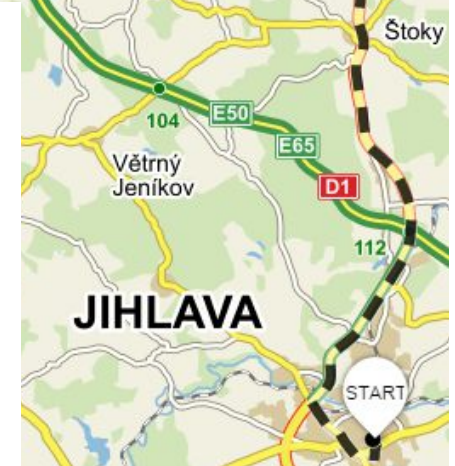 Štoky
104
E50
E65
Větrný
Jeníkov
D1
112
JIHLAVA
START